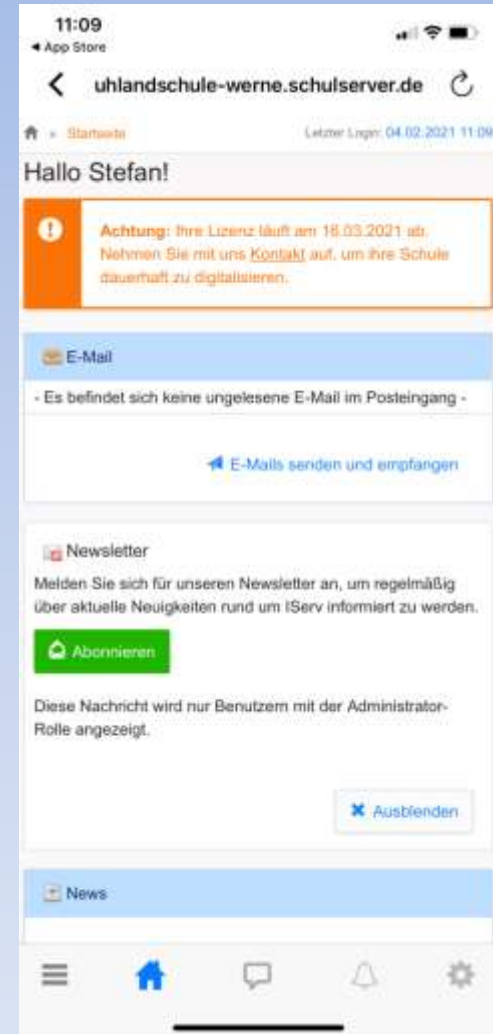 11:09
◀ App Store
uhlandschule-werne.schulserver.de
» Startseite Letzter Login: 04.02.2021 11:09
Hallo Stefan!
Achtung: Ihre Lizenz läuft am 16.03.2021 ab.
Nehmen Sie mit uns Kontakt auf, um Ihre Schule
dauerhaft zu digitalisieren.
E-Mail
- Es befindet sich keine ungelesene E-Mail im Posteingang -
E-Mails senden und empfangen
Newsletter
Melden Sie sich für unseren Newsletter an, um regelmäßig
über aktuelle Neuigkeiten rund um IServ informiert zu werden.
Abonnieren
Diese Nachricht wird nur Benutzern mit der Administrator-
Rolle angezeigt.
Ausblenden
News